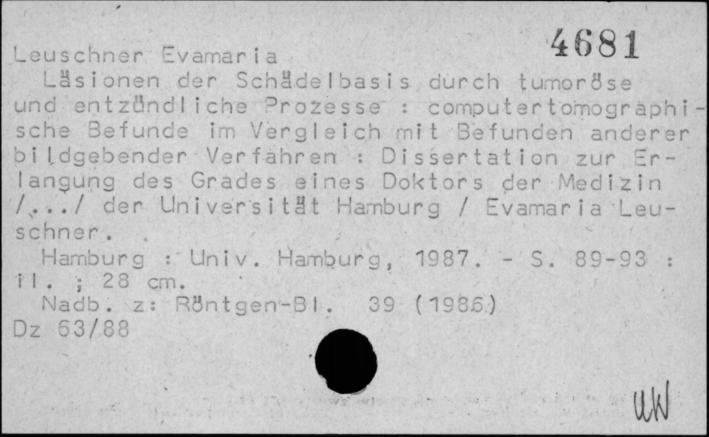 4681
Leuschner Evamaria
Läsionen der Schädelbasis durch tumoröse
und entzündliche Prozesse : computertomographi-
sche Befunde im Vergleich mit Befunden anderer
bildgebender Verfahren : Dissertation zur Er-
langung des Grades eines Doktors der Medizin
/.../ der Universität Hamburg / Evamaria Leu-
schner.
Hamburg : Univ. Hamburg, 1987. - S. 89-93 :
il. ; 28 cm.
Nadb. z: Röntgen-Bl. 39 (1986)
Dz 63/88
UW